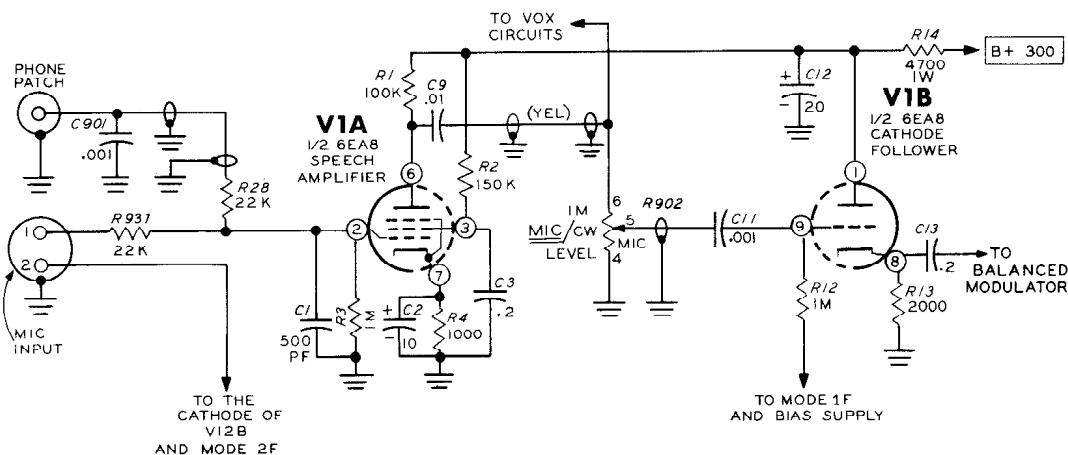 TO VOX
CIRCUITS
R14
4700
1W
B+ 300
PHONE
PATCH
C901
.001
R1
100K
C9
.01
(YEL)
C12
+
-
20
V1A
1/2 6EA8
SPEECH
AMPLIFIER
V1B
1/2 6EA8
CATHODE
FOLLOWER
R2
150K
R28
22K
6
1
R931
22K
1
2
2
3
7
1M
MIC/CW
LEVEL
6
5
MIC
4
R902
C11
.001
9
8
C13
.2
TO
BALANCED
MODULATOR
MIC
INPUT
C1
500
PF
R3
1M
+
-
C2
10
R4
1000
C3
.2
R12
1M
R13
2000
TO THE
CATHODE OF
V12B
AND MODE 2F
TO MODE 1F
AND BIAS SUPPLY